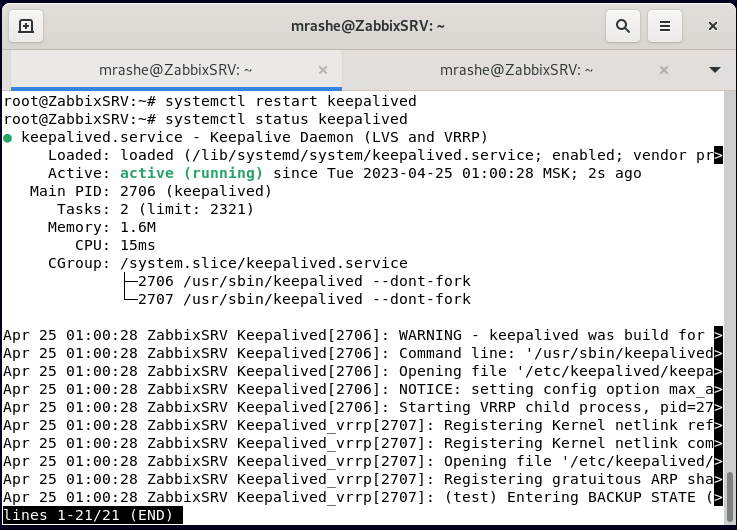 mrashe@ZabbixSRV: ~
mrashe@ZabbixSRV: ~ × mrashe@ZabbixSRV: ~ ×
root@ZabbixSRV:~# systemctl restart keepalived
root@ZabbixSRV:~# systemctl status keepalived
● keepalived.service - Keepalive Daemon (LVS and VRRP)
     Loaded: loaded (/lib/systemd/system/keepalived.service; enabled; vendor pr>
     Active: active (running) since Tue 2023-04-25 01:00:28 MSK; 2s ago
   Main PID: 2706 (keepalived)
      Tasks: 2 (limit: 2321)
     Memory: 1.6M
        CPU: 15ms
     CGroup: /system.slice/keepalived.service
             ├─2706 /usr/sbin/keepalived --dont-fork
             └─2707 /usr/sbin/keepalived --dont-fork
Apr 25 01:00:28 ZabbixSRV Keepalived[2706]: WARNING - keepalived was build for >
Apr 25 01:00:28 ZabbixSRV Keepalived[2706]: Command line: '/usr/sbin/keepalived>
Apr 25 01:00:28 ZabbixSRV Keepalived[2706]: Opening file '/etc/keepalived/keepa>
Apr 25 01:00:28 ZabbixSRV Keepalived[2706]: NOTICE: setting config option max_a>
Apr 25 01:00:28 ZabbixSRV Keepalived[2706]: Starting VRRP child process, pid=27>
Apr 25 01:00:28 ZabbixSRV Keepalived_vrrp[2707]: Registering Kernel netlink ref>
Apr 25 01:00:28 ZabbixSRV Keepalived_vrrp[2707]: Registering Kernel netlink com>
Apr 25 01:00:28 ZabbixSRV Keepalived_vrrp[2707]: Opening file '/etc/keepalived/>
Apr 25 01:00:28 ZabbixSRV Keepalived_vrrp[2707]: Registering gratuitous ARP sha>
Apr 25 01:00:28 ZabbixSRV Keepalived_vrrp[2707]: (test) Entering BACKUP STATE (>
lines 1-21/21 (END)